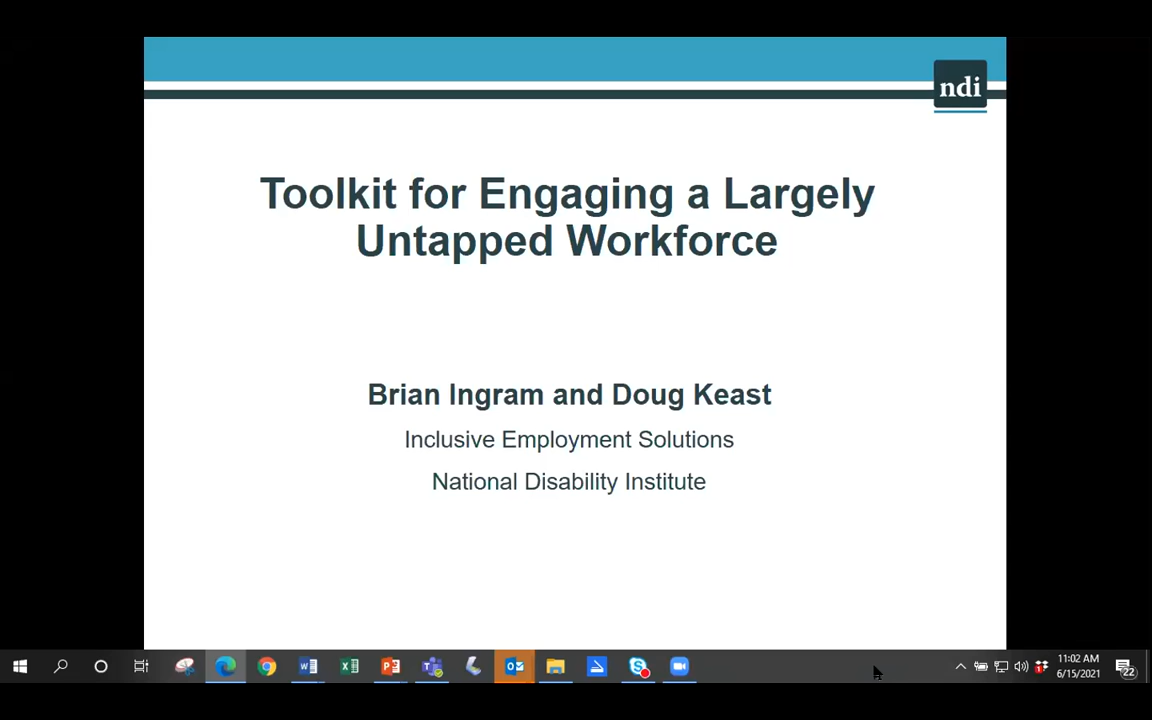 ndi
Toolkit for Engaging a Largely
Untapped Workforce
Brian Ingram and Doug Keast
Inclusive Employment Solutions
National Disability Institute
11:02 AM
6/15/2021
22